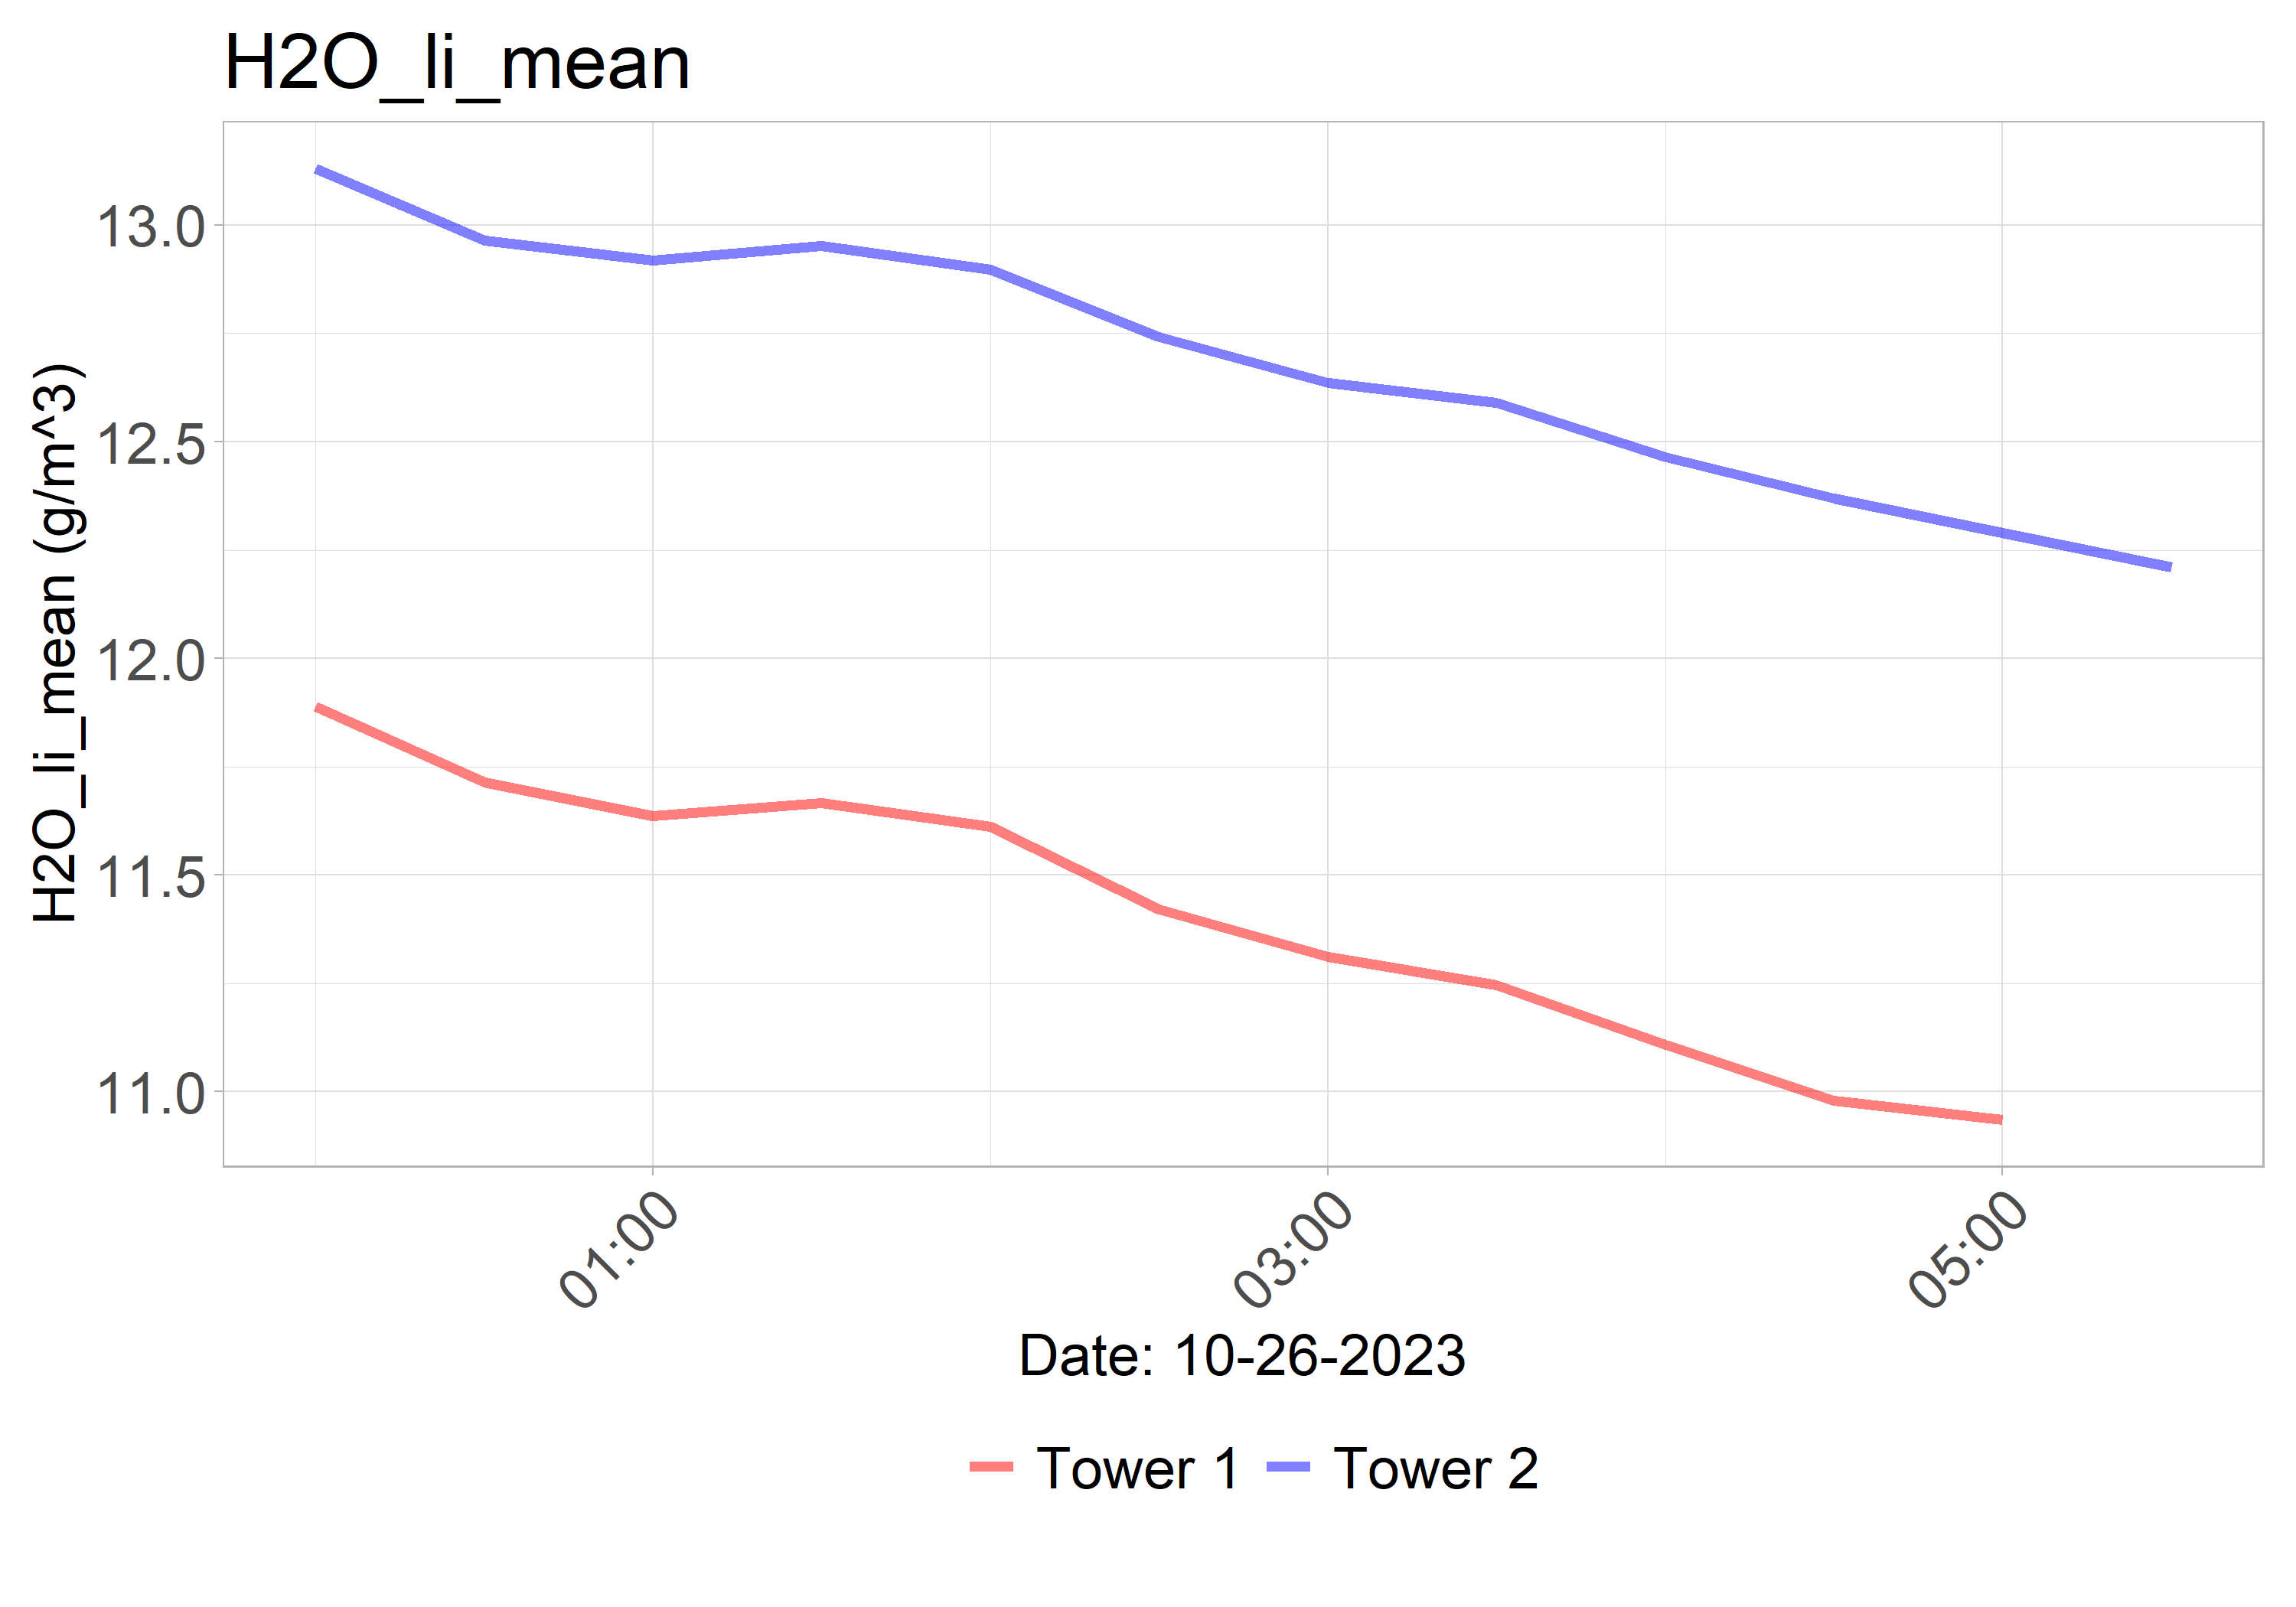 H2O_li_mean
H2O_li_mean (g/m^3)
13.0
12.5
12.0
11.5
11.0
01:00
03:00
05:00
Date: 10-26-2023
Tower 1
Tower 2